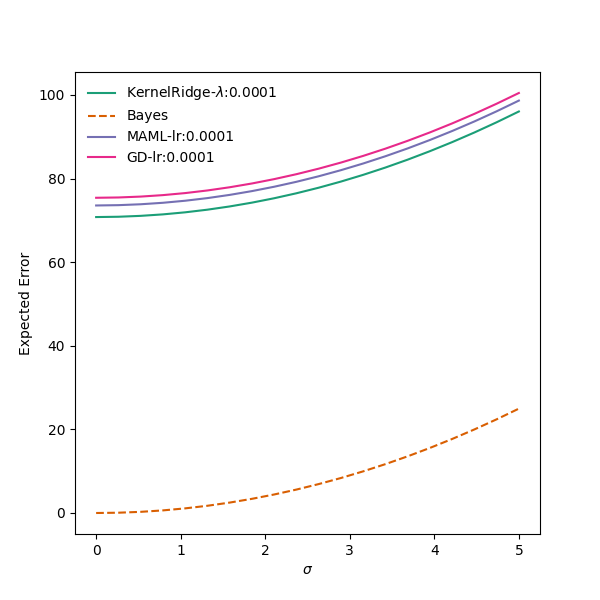 KernelRidge-λ:0.0001
Bayes
MAML-lr:0.0001
GD-lr:0.0001
100
80
60
40
20
0
Expected Error
0 1 2 3 4 5
σ